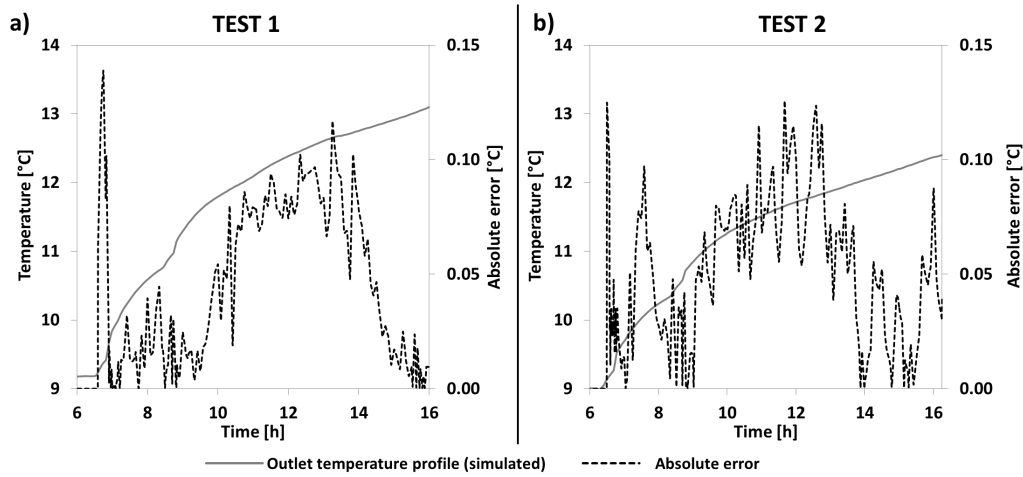 a)
TEST 1
14
13
12
11
10
9
Temperature [°C]
0.15
0.10
0.05
0.00
Absolute error [°C]
6
8
10
12
14
16
Time [h]
b)
TEST 2
14
13
12
11
10
9
Temperature [°C]
0.15
0.10
0.05
0.00
Absolute error [°C]
6
8
10
12
14
16
Time [h]
Outlet temperature profile (simulated)
Absolute error